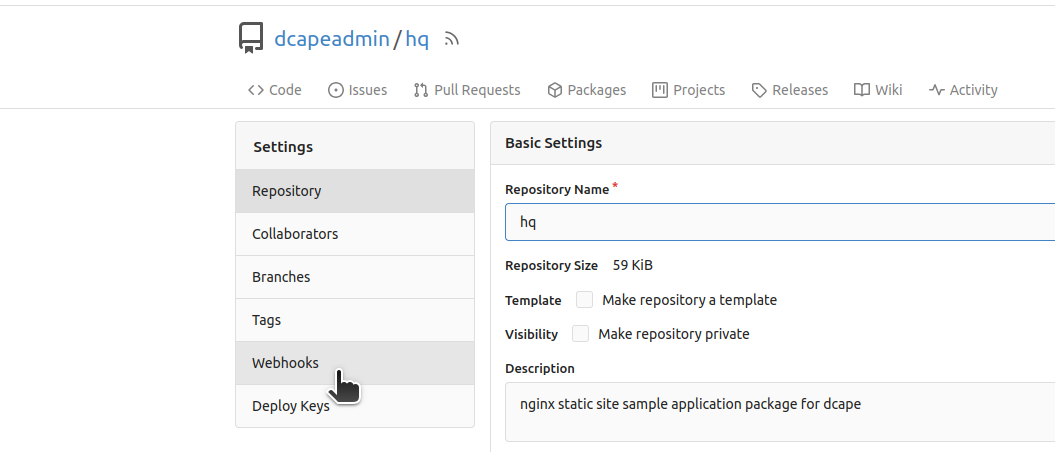 dcapeadmin/hq
Code Issues Pull Requests Packages Projects Releases Wiki Activity
Settings
Repository
Collaborators
Branches
Tags
Webhooks
Deploy Keys
Basic Settings
Repository Name *
hq
Repository Size 59 KiB
Template Make repository a template
Visibility Make repository private
Description
nginx static site sample application package for dcape